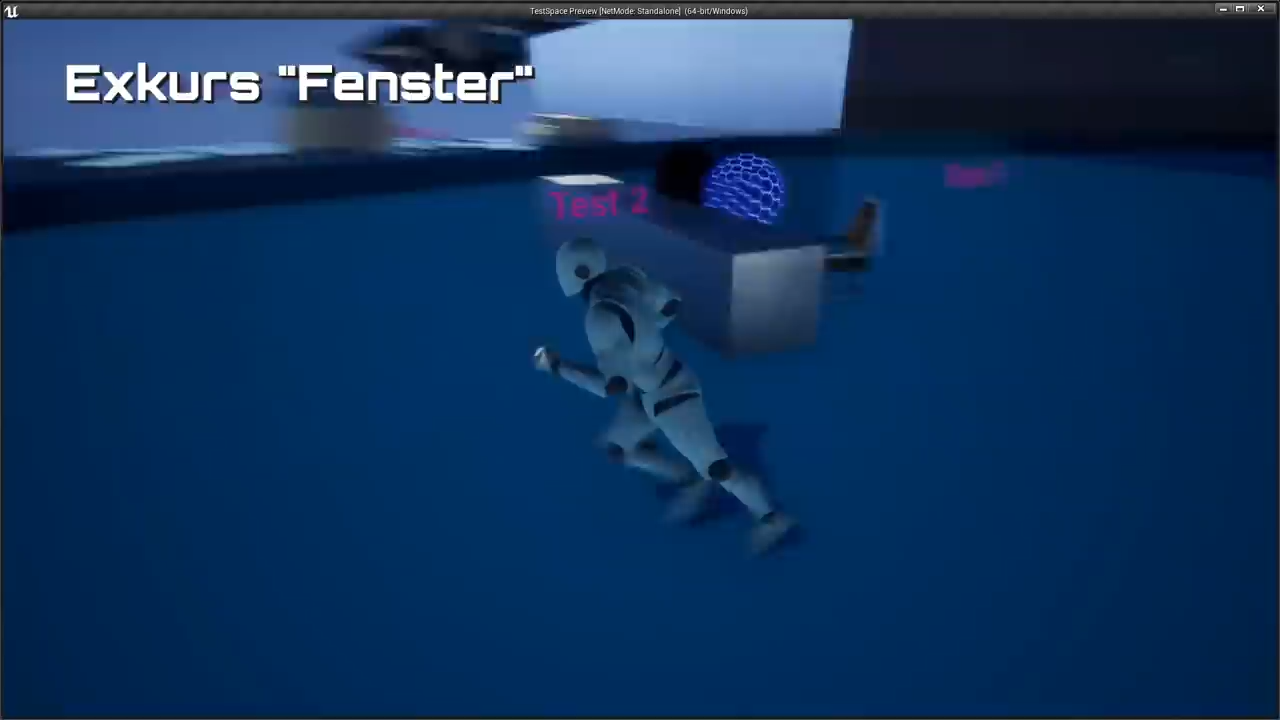 TestSpace Preview [NetMode: Standalone] (64-bit/Windows)
Exkurs "Fenster"
Test 2